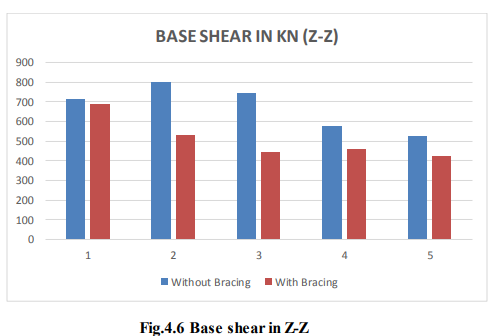 BASE SHEAR IN KN (Z-Z)
900
800
700
600
500
400
300
200
100
0
1 2 3 4 5
Without Bracing With Bracing
Fig.4.6 Base shear in Z-Z